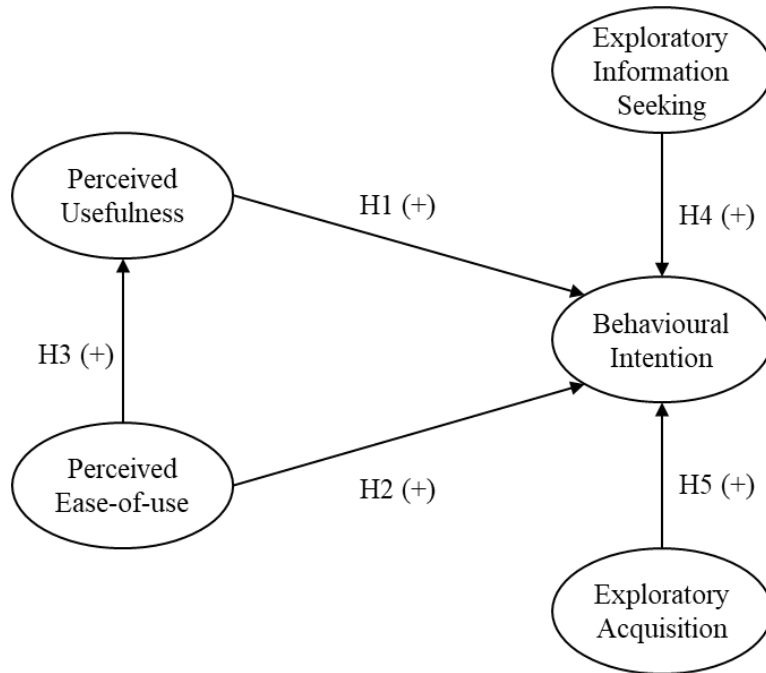 Exploratory
Information
Seeking
Perceived
Usefulness
H1 (+)
H4 (+)
Behavioural
Intention
H3 (+)
Perceived
Ease-of-use
H2 (+)
H5 (+)
Exploratory
Acquisition